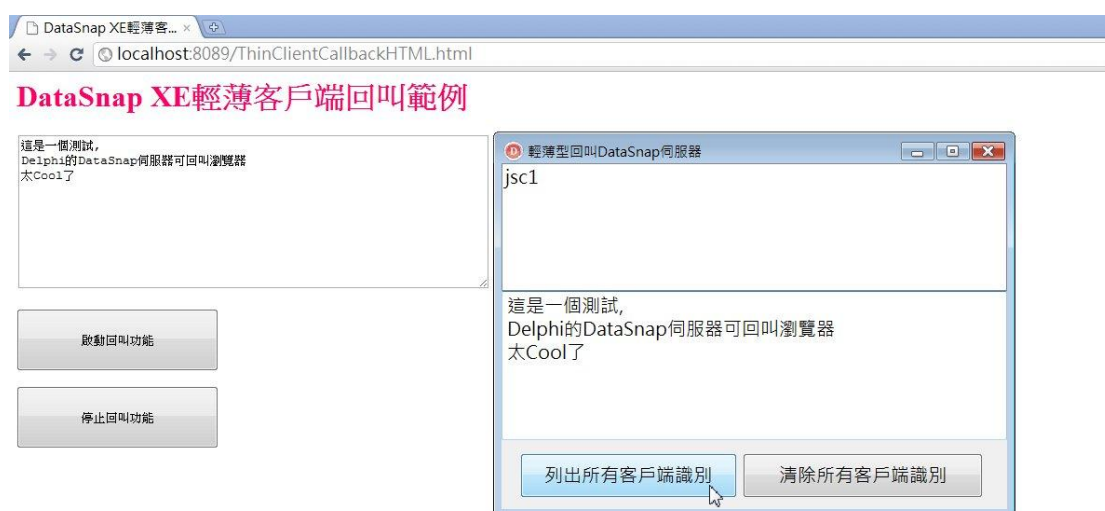 DataSnap XE輕薄客...
localhost:8089/ThinClientCallbackHTML.html
DataSnap XE輕薄客戶端回叫範例
這是一個測試,
Delphi的DataSnap伺服器可回叫瀏覽器
太Cool了
啟動回叫功能
停止回叫功能
輕薄型回叫DataSnap伺服器
jsc1
這是一個測試,
Delphi的DataSnap伺服器可回叫瀏覽器
太Cool了
列出所有客戶端識別
清除所有客戶端識別